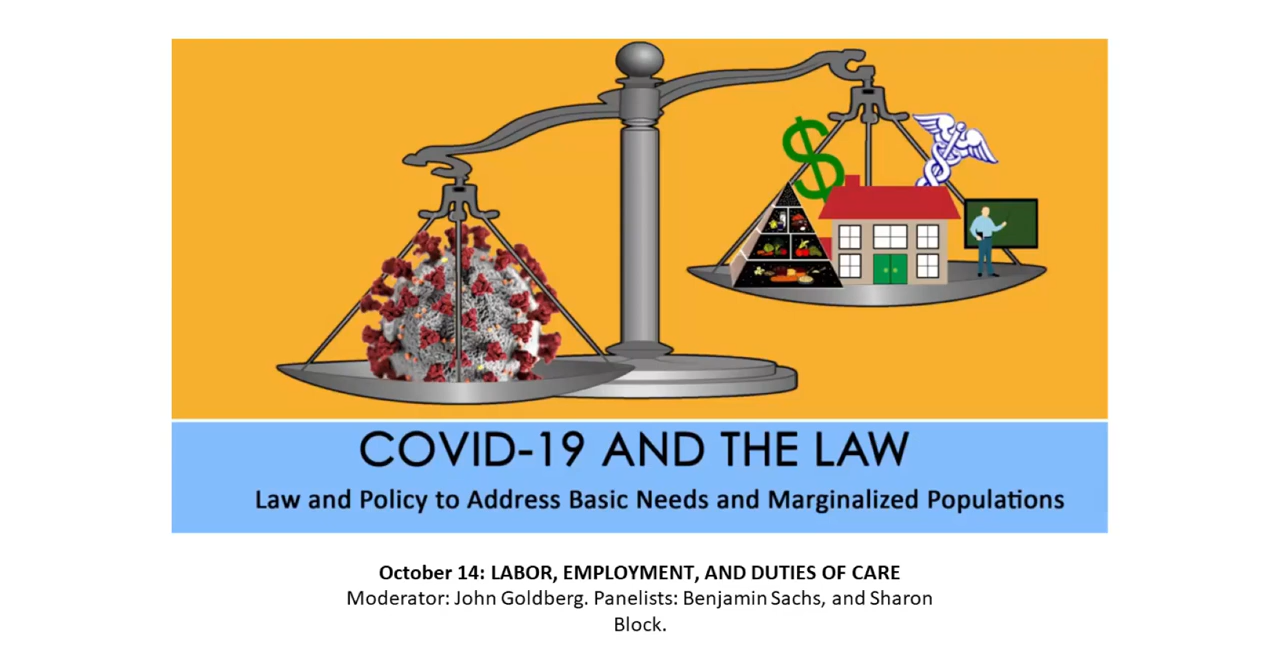 COVID-19 AND THE LAW
Law and Policy to Address Basic Needs and Marginalized Populations
October 14: LABOR, EMPLOYMENT, AND DUTIES OF CARE
Moderator: John Goldberg. Panelists: Benjamin Sachs, and Sharon
Block.